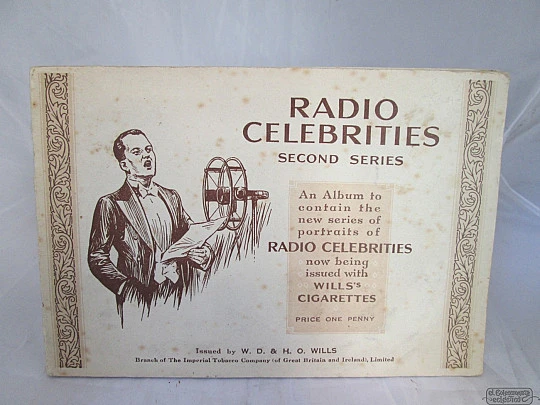 RADIO
CELEBRITIES
SECOND SERIES
An Album to
contain the
new series of
portraits of
RADIO CELEBRITIES
now being
issued with
WILLS'S
CIGARETTES
PRICE ONE PENNY
Issued by W. D. & H. O. WILLS
Branch of The Imperial Tobacco Company (of Great Britain and Ireland), Limited